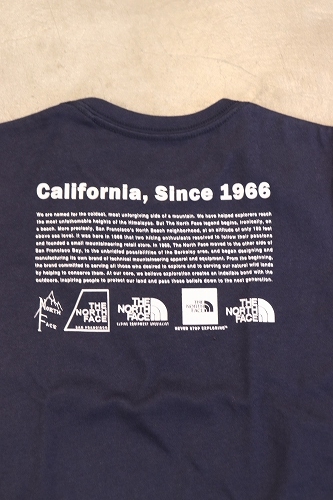 California, Since 1966
We are named for the coldest, most unforgiving side of a mountain. We have helped explorers reach
the most unfathomable heights of the Himalayas. But The North Face legend begins, ironically, on
a beach. More precisely, San Francisco's North Beach neighborhood, at an altitude of only 150 feet
above sea level. It was here in 1966 that two hiking enthusiasts resolved to follow their passions
and founded a small mountaineering retail store. In 1968, The North Face moved to the other side of
San Francisco Bay, to the unbridled possibilities of the Berkeley area, and began designing and
manufacturing its own brand of technical mountaineering apparel and equipment. From the beginning,
the brand committed to serving all those who desired to explore and to serving our natural wild lands
by helping to conserve them. At our core, we believe exploration creates an indelible bond with the
outdoors, inspiring people to protect our land and pass these beliefs down to the next generation.
North
Face
THE
NORTH
FACE
SAN FRANCISCO
THE
NORTH
FACE
ALPINE EQUIPMENT
THE
NORTH
FACE
NEVER STOP EXPLORING
THE
NORTH
FACE